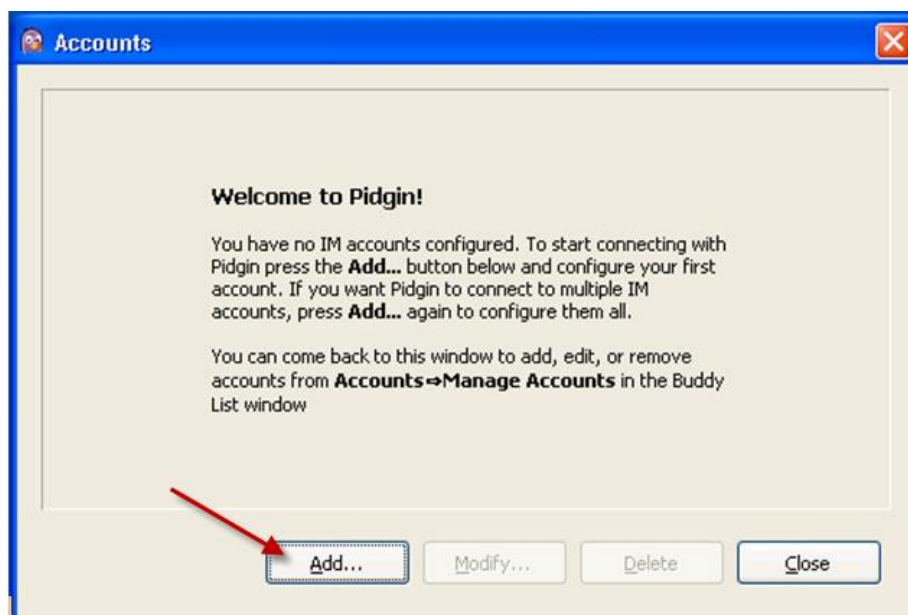 Accounts
Welcome to Pidgin!
You have no IM accounts configured. To start connecting with
Pidgin press the Add... button below and configure your first
account. If you want Pidgin to connect to multiple IM
accounts, press Add... again to configure them all.
You can come back to this window to add, edit, or remove
accounts from Accounts⇨Manage Accounts in the Buddy
List window
Add... Modify... Delete Close